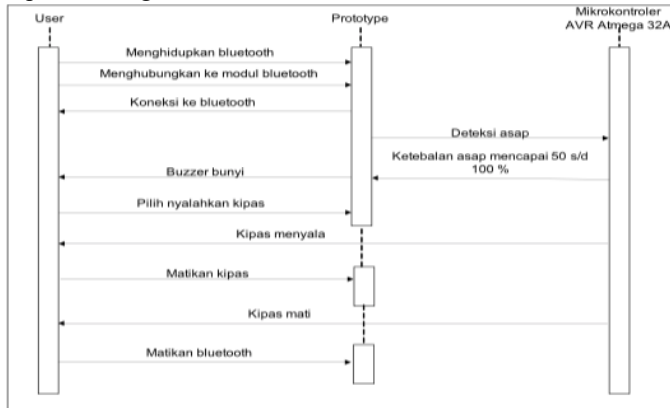 User
Prototype
Mikrokontroler
AVR Atmega 32A
Menghidupkan bluetooth
Menghubungkan ke modul bluetooth
Koneksi ke bluetooth
Deteksi asap
Ketebalan asap mencapai 50 s/d
100 %
Buzzer bunyi
Pilih nyalahkan kipas
Kipas menyala
Matikan kipas
Kipas mati
Matikan bluetooth